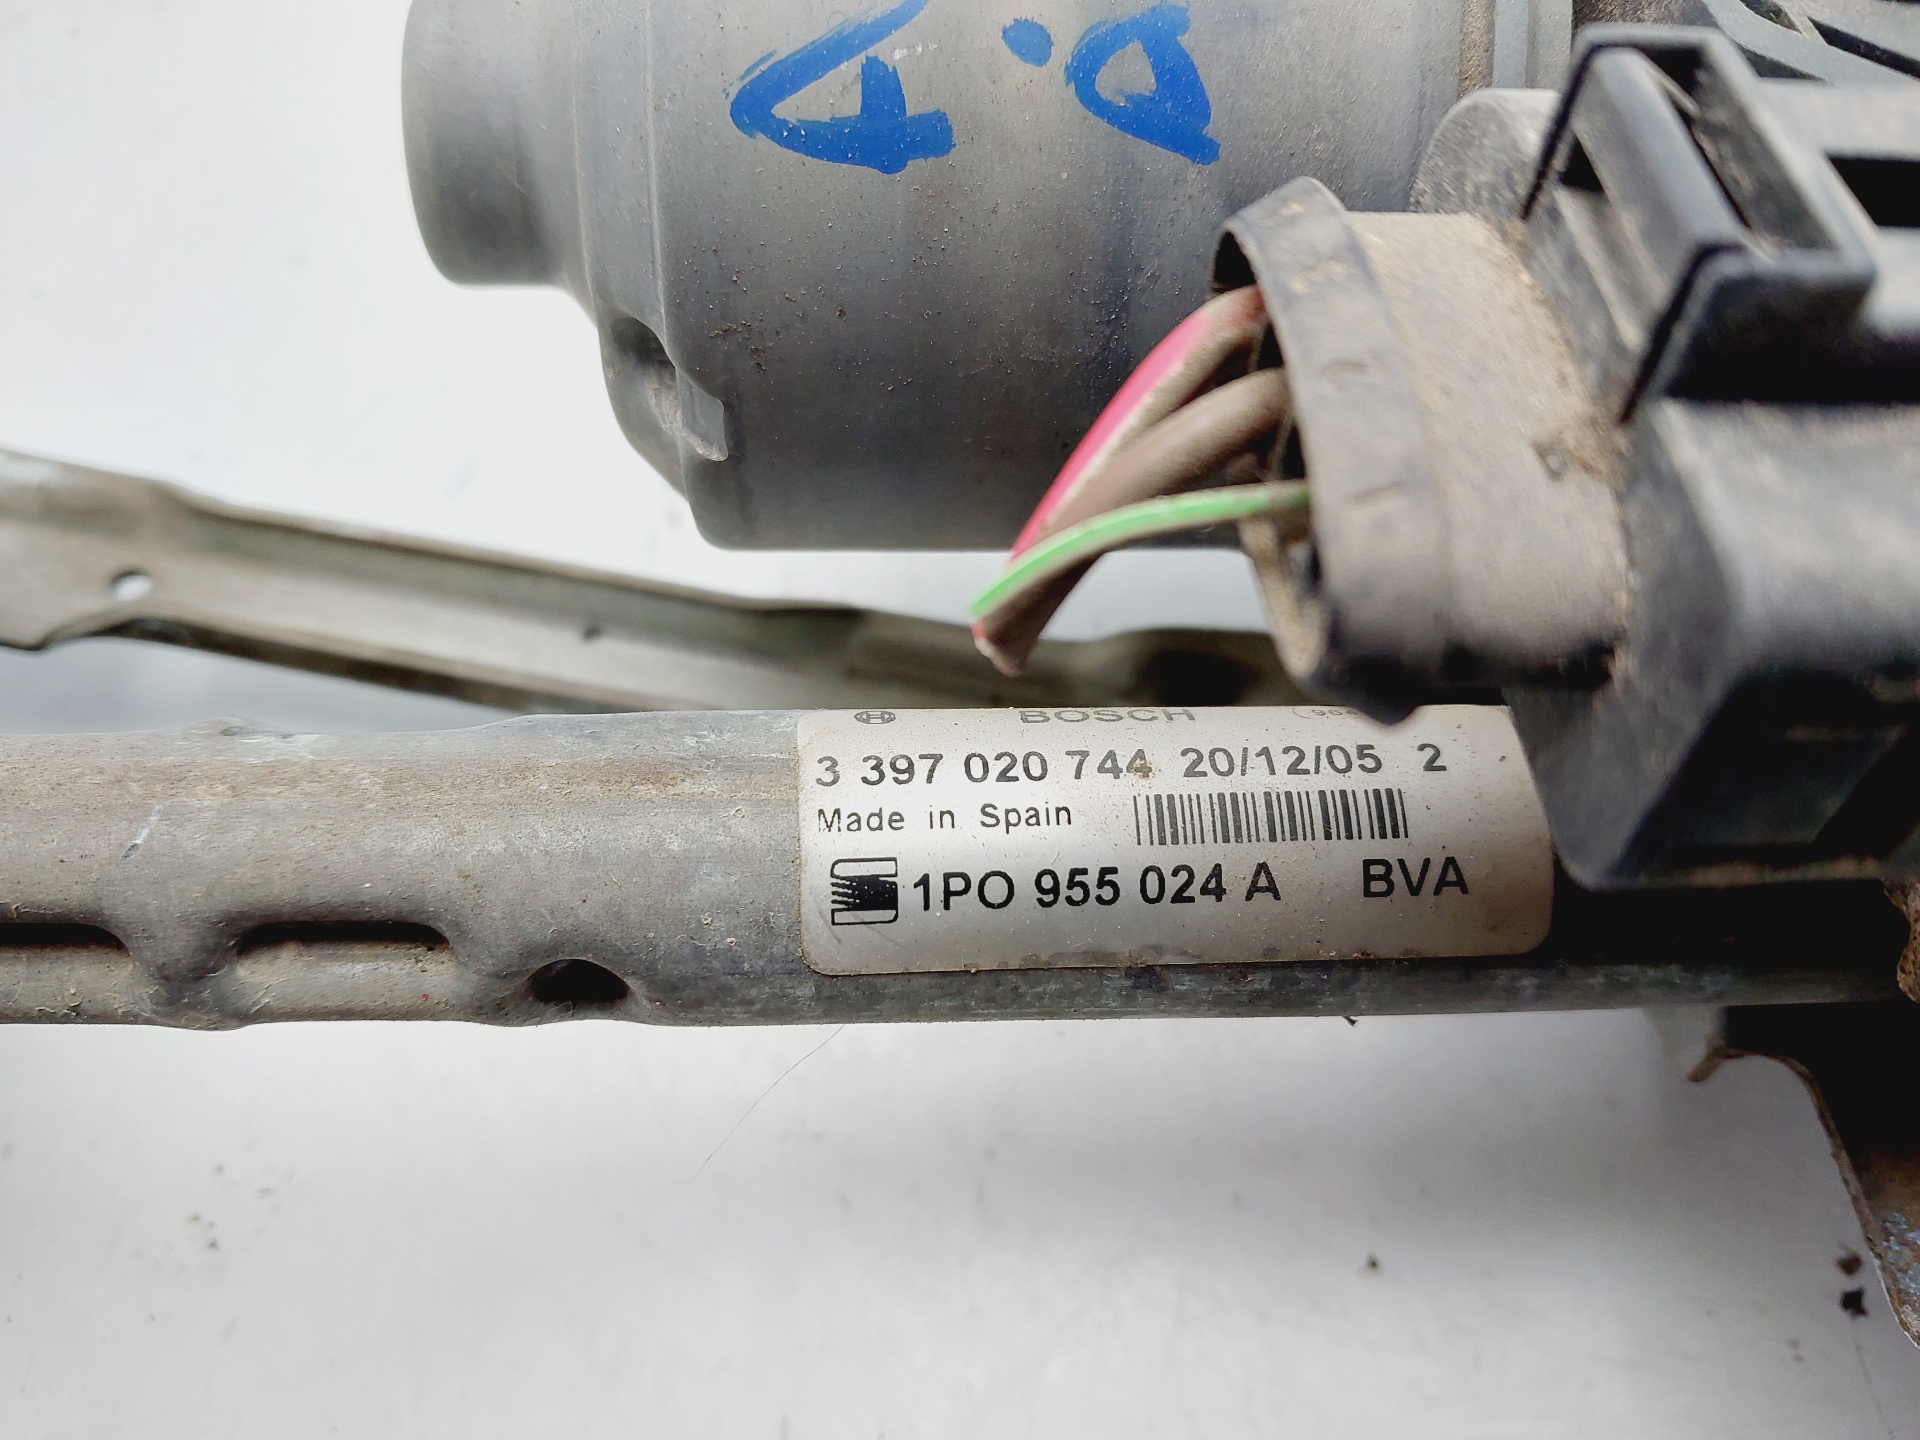 BOSCH
3 397 020 744 20/12/05 2
Made in Spain
1PO 955 024 A BVA